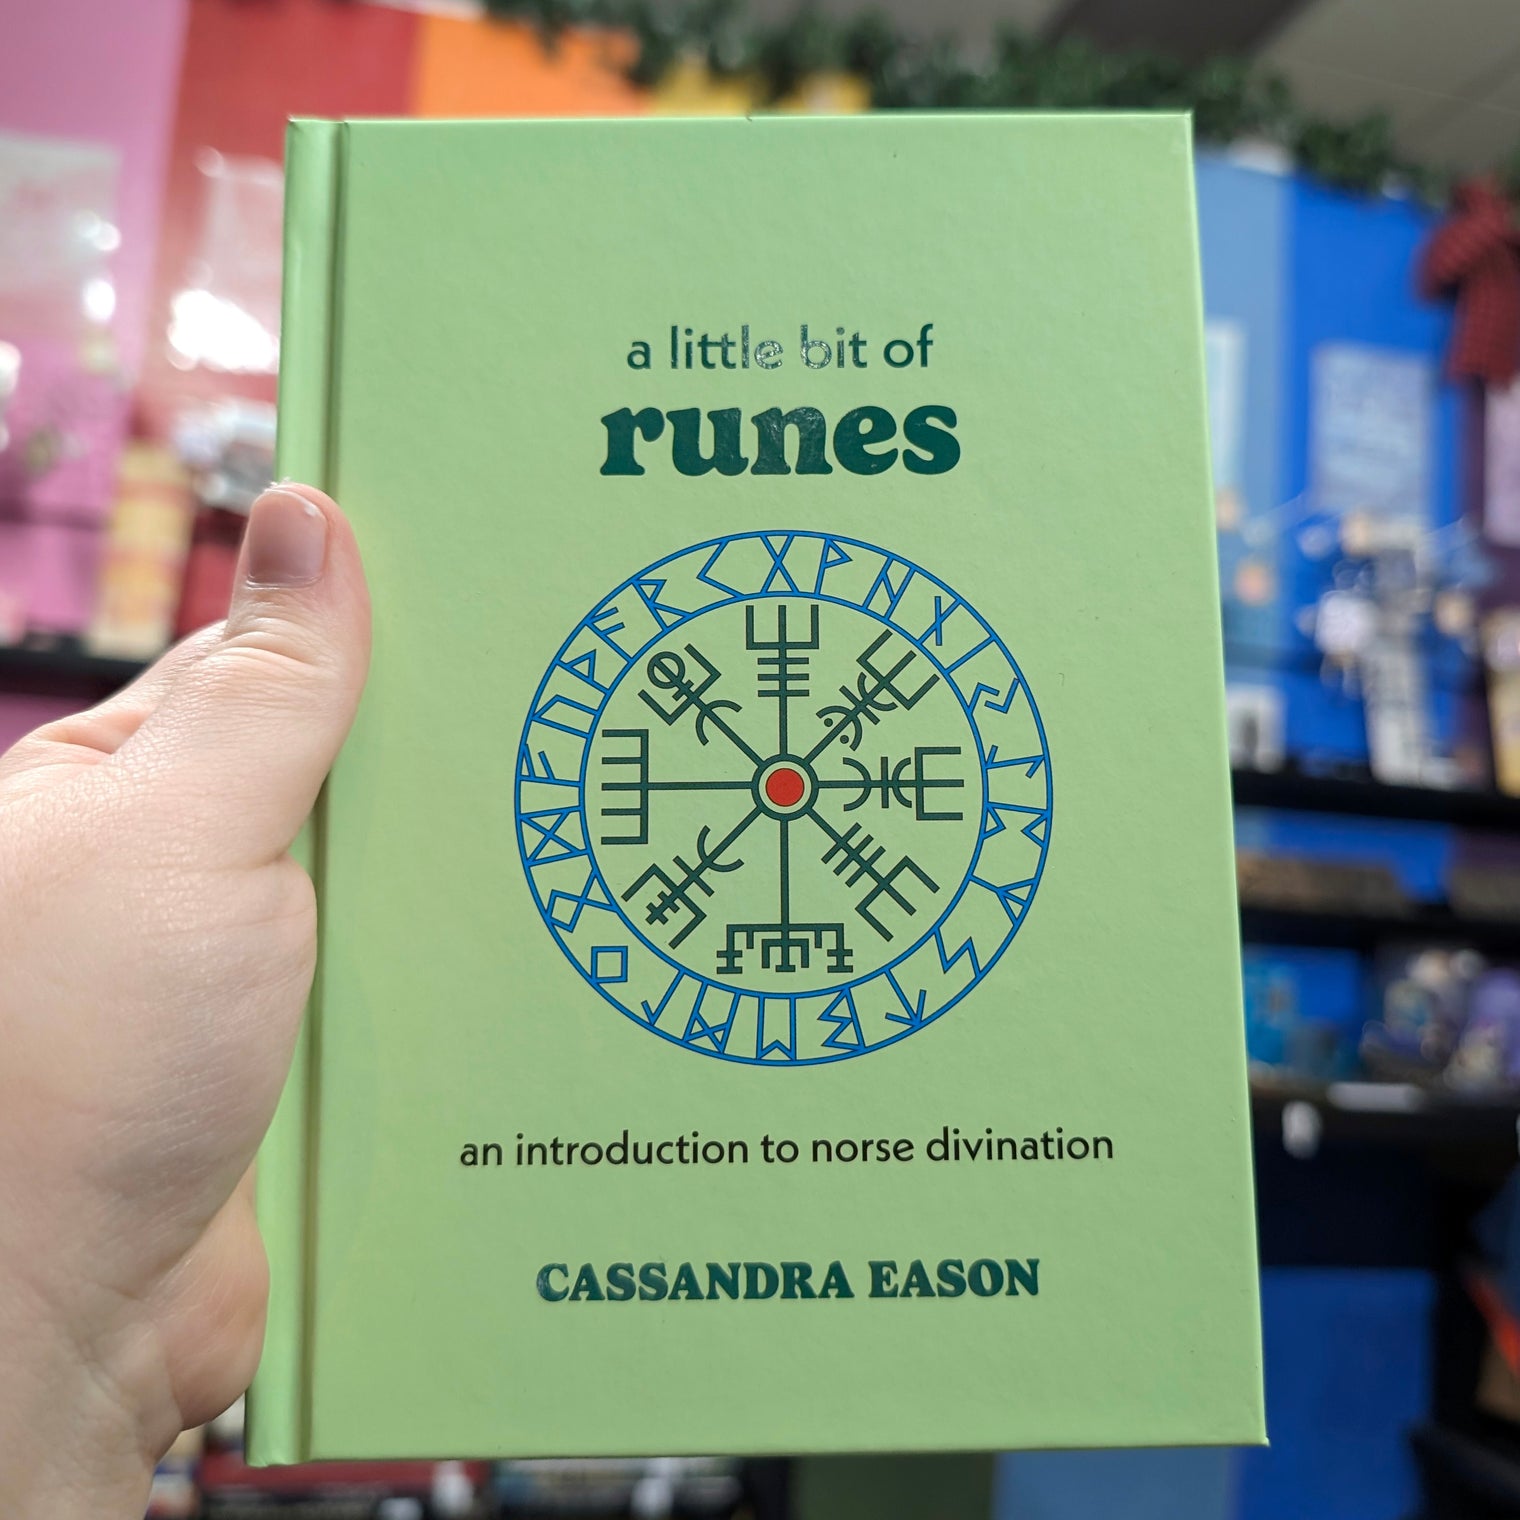 a little bit of
runes
an introduction to norse divination
CASSANDRA EASON